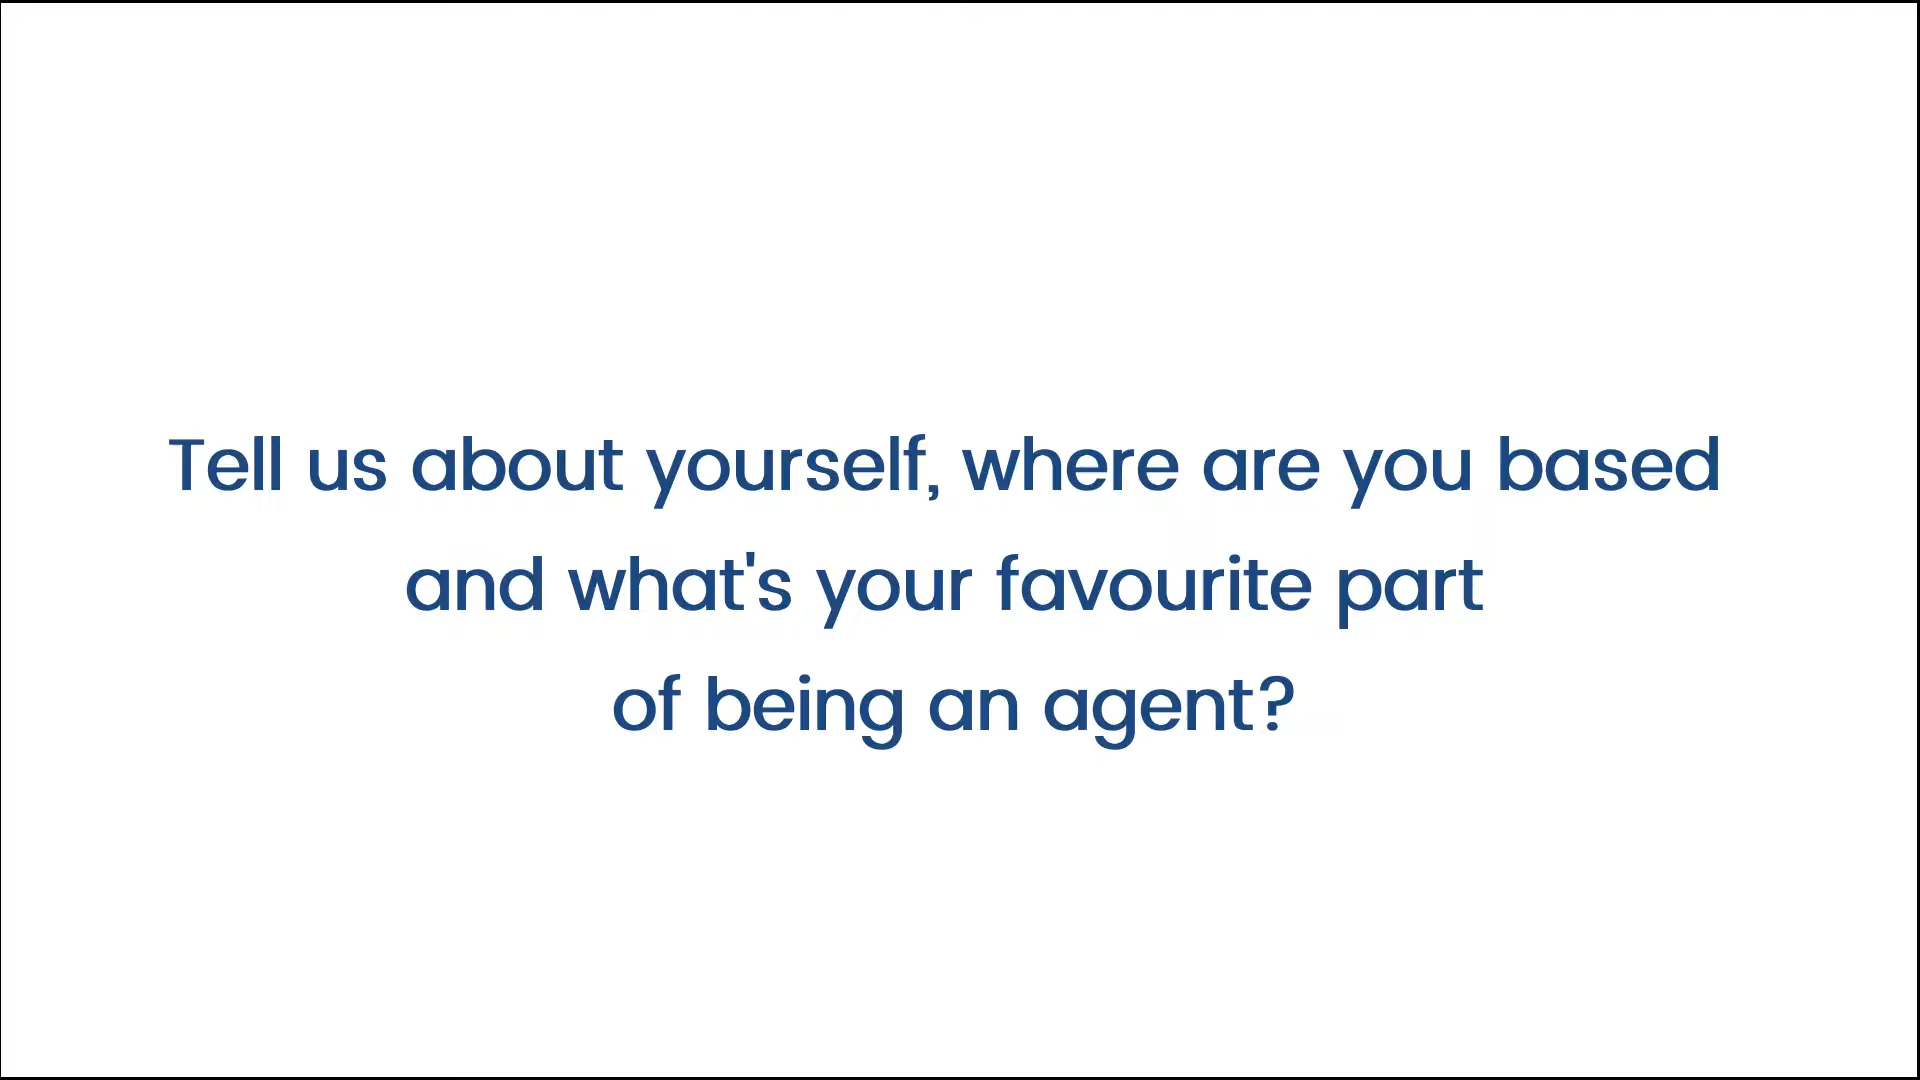 Tell us about yourself, where are you based
and what's your favourite part
of being an agent?